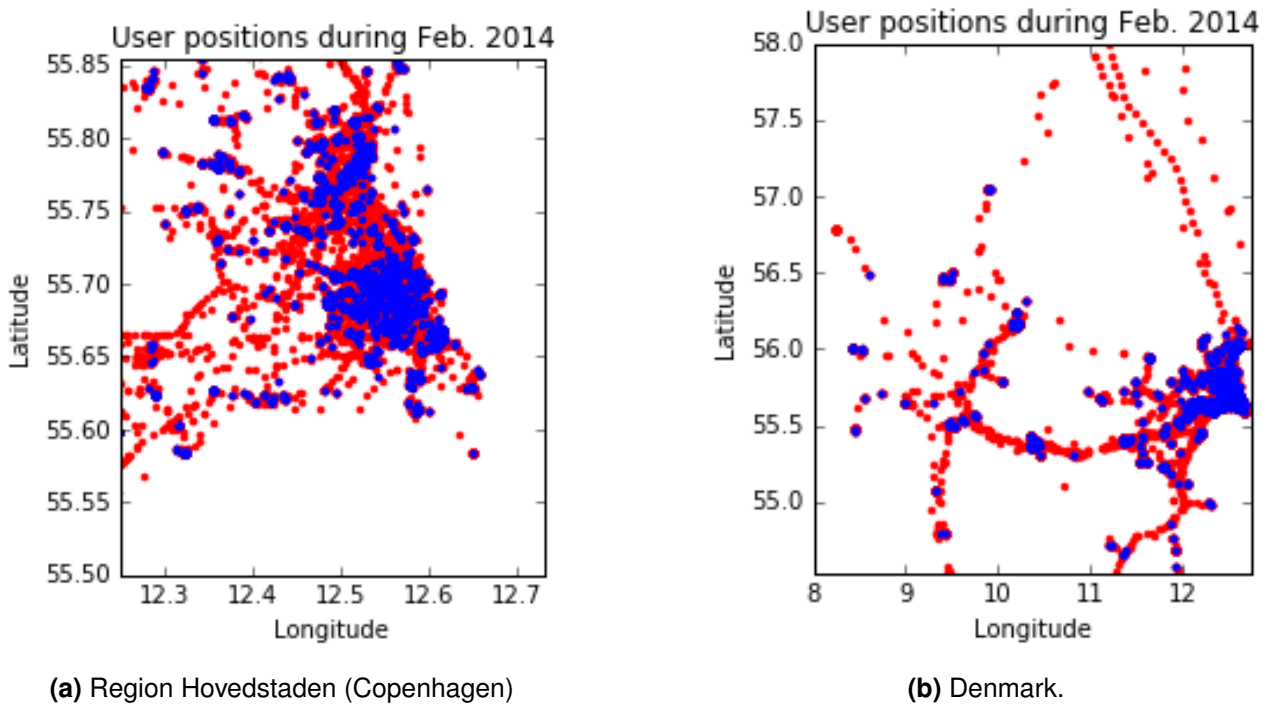 User positions during Feb. 2014
55.85
55.80
55.75
55.70
55.65
55.60
55.55
55.50
Latitude
12.3 12.4 12.5 12.6 12.7
Longitude
(a) Region Hovedstaden (Copenhagen)
User positions during Feb. 2014
58.0
57.5
57.0
56.5
56.0
55.5
55.0
Latitude
8 9 10 11 12
Longitude
(b) Denmark.